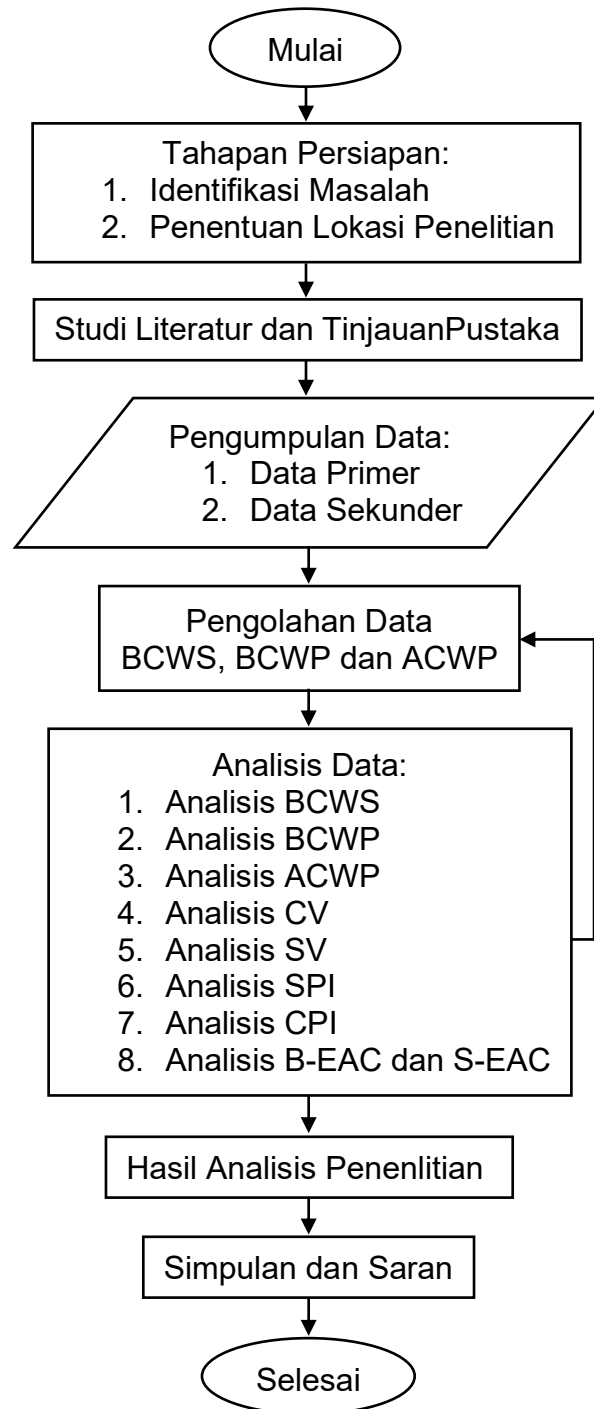 Mulai
Tahapan Persiapan:
1. Identifikasi Masalah
2. Penentuan Lokasi Penelitian
Studi Literatur dan TinjauanPustaka
Pengumpulan Data:
1. Data Primer
2. Data Sekunder
Pengolahan Data
BCWS, BCWP dan ACWP
Analisis Data:
1. Analisis BCWS
2. Analisis BCWP
3. Analisis ACWP
4. Analisis CV
5. Analisis SV
6. Analisis SPI
7. Analisis CPI
8. Analisis B-EAC dan S-EAC
Hasil Analisis Penenlitian
Simpulan dan Saran
Selesai